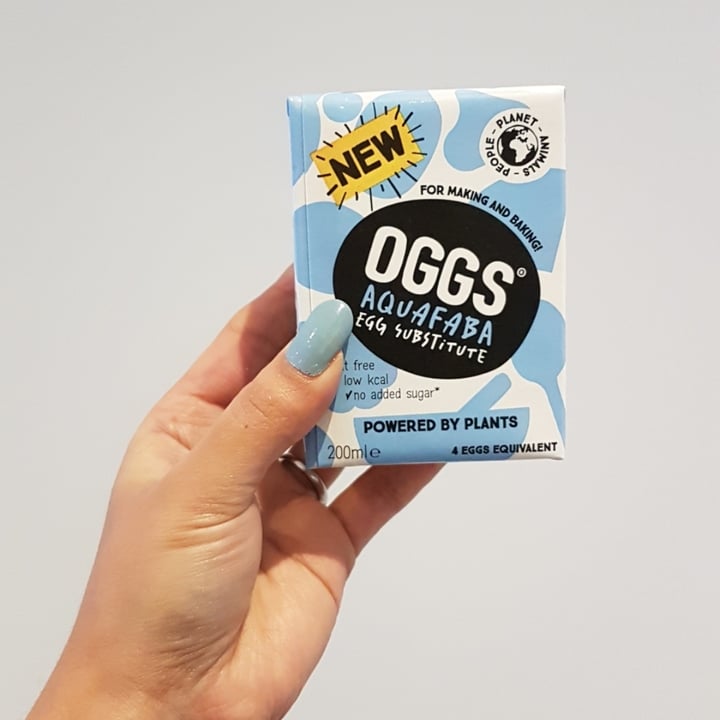 NEW
PEOPLE - PLANET - ANIMALS -
FOR MAKING AND BAKING!
OGGS®
AQUAFABA
EGG SUBSTITUTE
t free
low kcal
✓no added sugar*
POWERED BY PLANTS
200ml e
4 EGGS EQUIVALENT